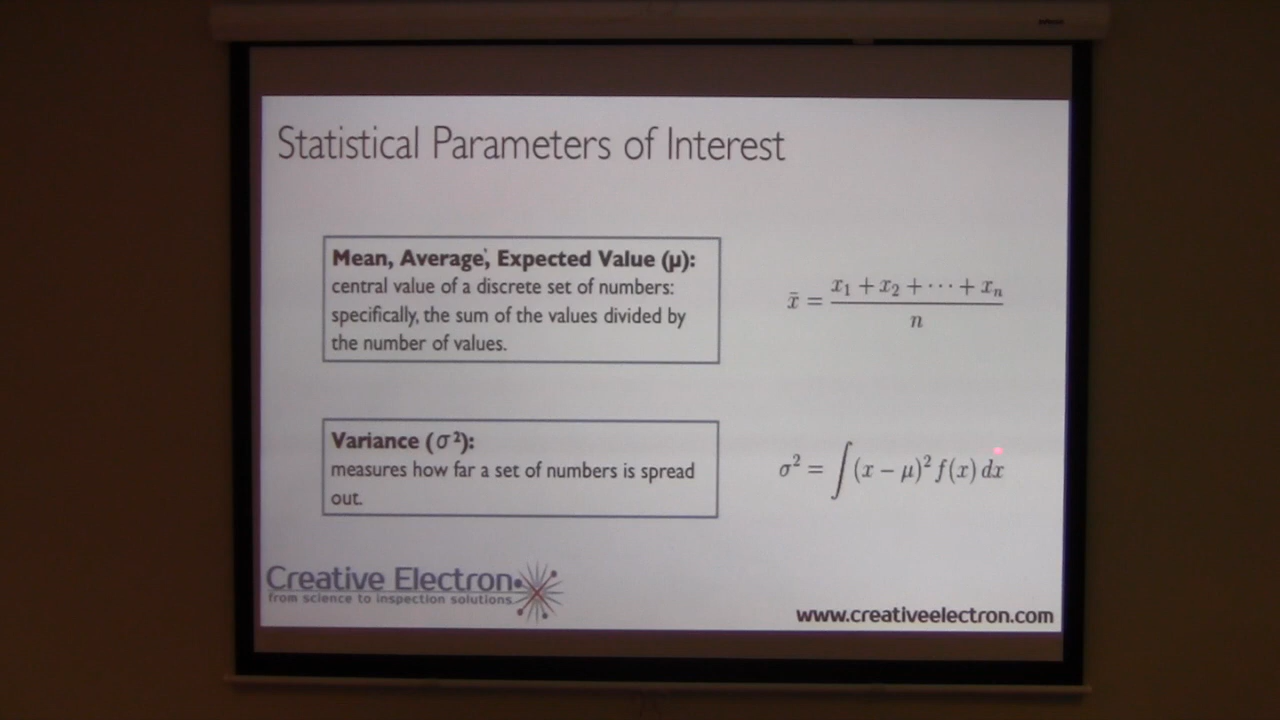 Statistical Parameters of Interest
Mean, Average, Expected Value (μ):
central value of a discrete set of numbers:
specifically, the sum of the values divided by
the number of values.
x̄ = (x₁ + x₂ + ··· + xₙ) / n
Variance (σ²):
measures how far a set of numbers is spread
out.
σ² = ∫(x − μ)² f(x) dx
Creative Electron
from science to inspection solutions
www.creativeelectron.com